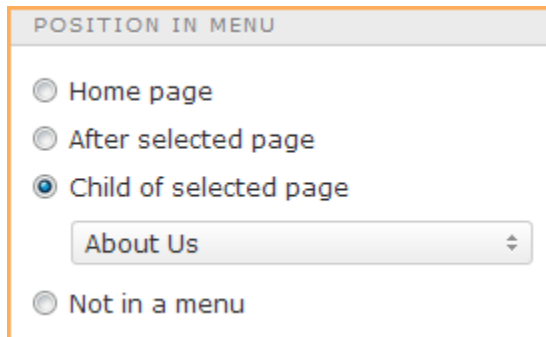 POSITION IN MENU
Home page
After selected page
Child of selected page
About Us
Not in a menu